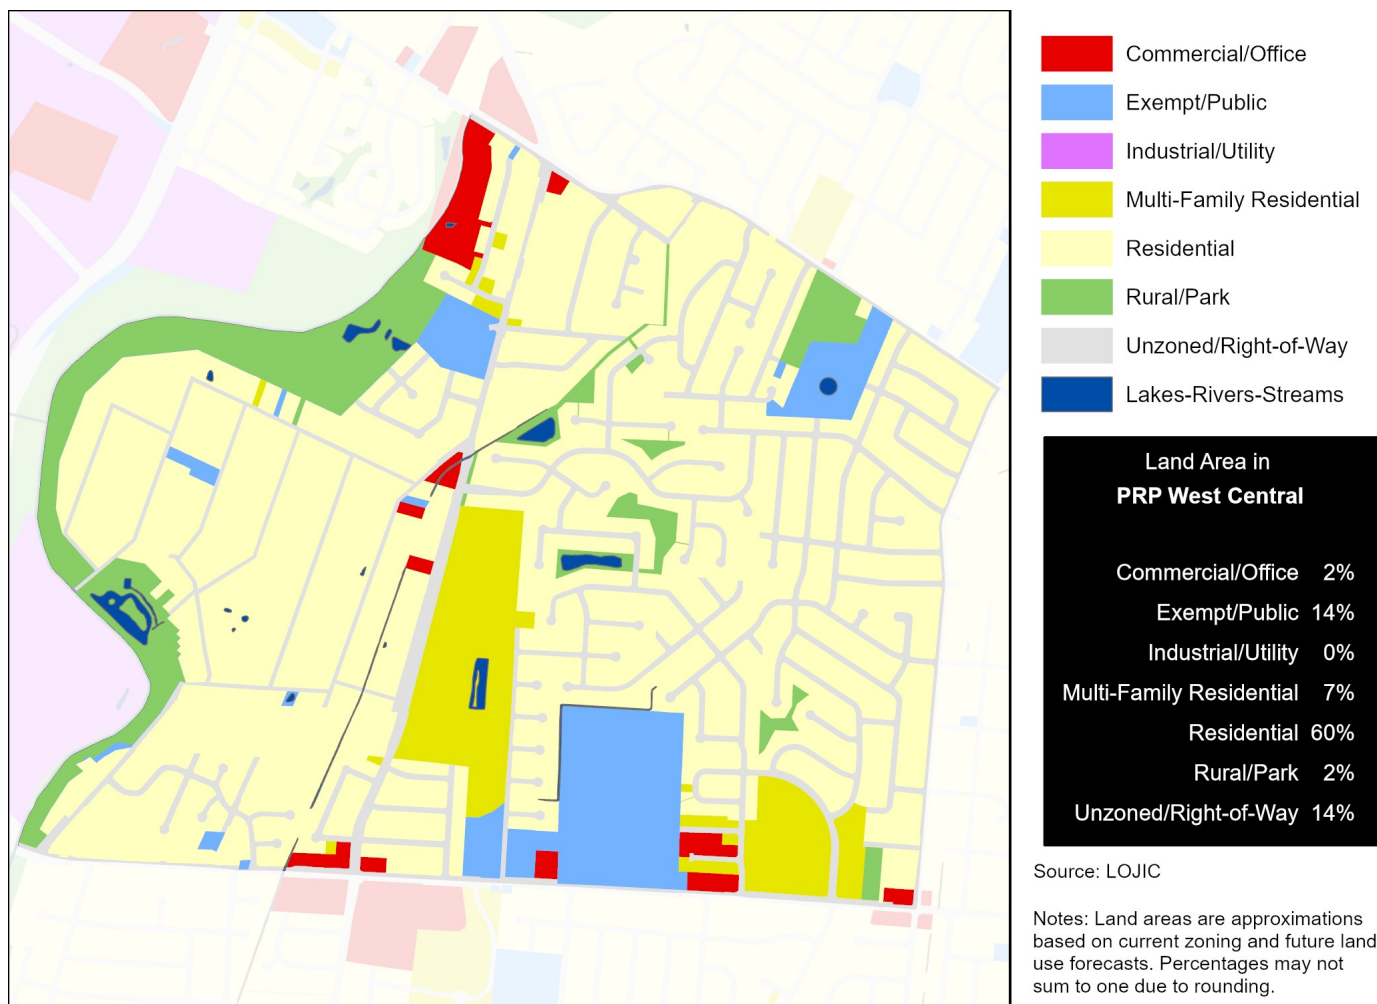 Commercial/Office
Exempt/Public
Industrial/Utility
Multi-Family Residential
Residential
Rural/Park
Unzoned/Right-of-Way
Lakes-Rivers-Streams
Land Area in
PRP West Central
Commercial/Office 2%
Exempt/Public 14%
Industrial/Utility 0%
Multi-Family Residential 7%
Residential 60%
Rural/Park 2%
Unzoned/Right-of-Way 14%
Source: LOJIC
Notes: Land areas are approximations
based on current zoning and future land
use forecasts. Percentages may not
sum to one due to rounding.